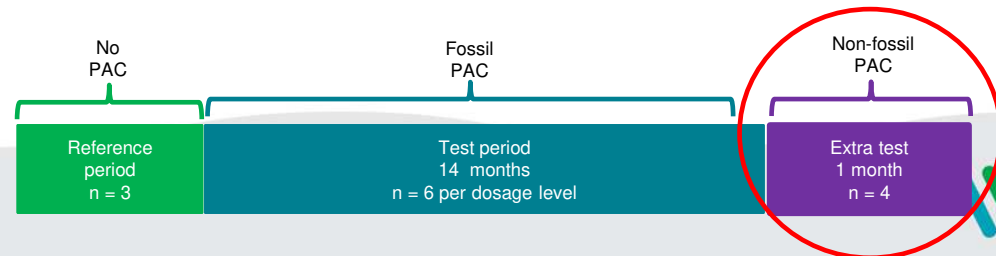 No
PAC
Fossil
PAC
Non-fossil
PAC
Reference
period
n = 3
Test period
14 months
n = 6 per dosage level
Extra test
1 month
n = 4